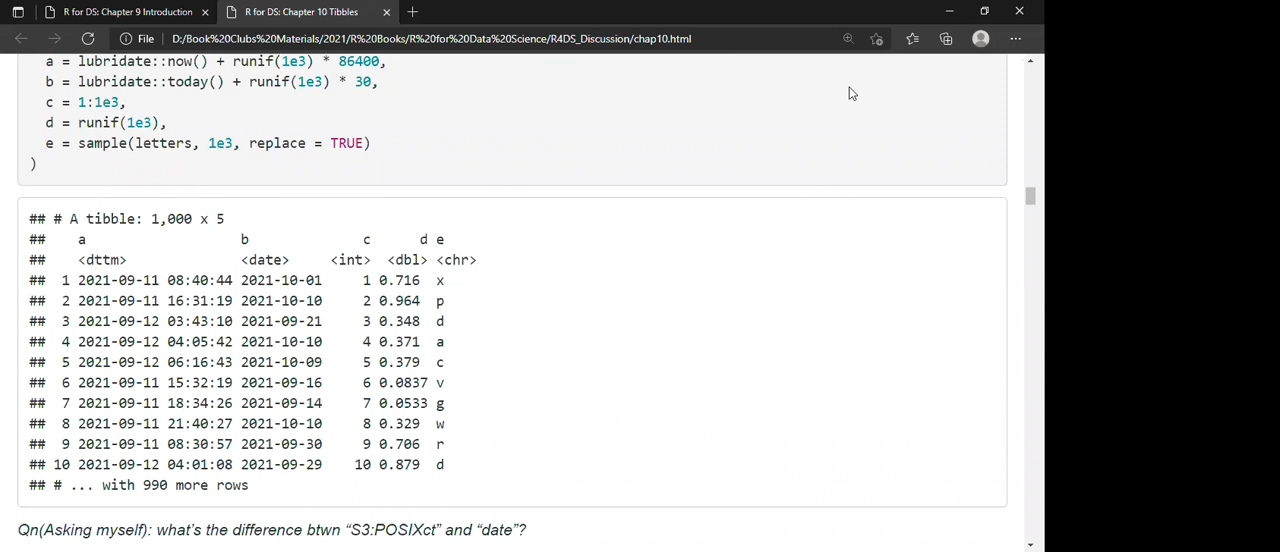 R for DS: Chapter 9 Introduction
R for DS: Chapter 10 Tibbles
File D:/Book%20Clubs%20Materials/2021/R%20Books/R%20for%20Data%20Science/R4DS_Discussion/chap10.html
a = lubridate::now() + runif(1e3) * 86400,
b = lubridate::today() + runif(1e3) * 30,
c = 1:1e3,
d = runif(1e3),
e = sample(letters, 1e3, replace = TRUE)
)
## # A tibble: 1,000 x 5
## a b c d e
## <dttm> <date> <int> <dbl> <chr>
## 1 2021-09-11 08:40:44 2021-10-01 1 0.716 x
## 2 2021-09-11 16:31:19 2021-10-10 2 0.964 p
## 3 2021-09-12 03:43:10 2021-09-21 3 0.348 d
## 4 2021-09-12 04:05:42 2021-10-10 4 0.371 a
## 5 2021-09-12 06:16:43 2021-10-09 5 0.379 c
## 6 2021-09-11 15:32:19 2021-09-16 6 0.0837 v
## 7 2021-09-11 18:34:26 2021-09-14 7 0.0533 g
## 8 2021-09-11 21:40:27 2021-10-10 8 0.329 w
## 9 2021-09-11 08:30:57 2021-09-30 9 0.706 r
## 10 2021-09-12 04:01:08 2021-09-29 10 0.879 d
## # ... with 990 more rows
Qn(Asking myself): what's the difference btwn “S3:POSIXct” and “date”?